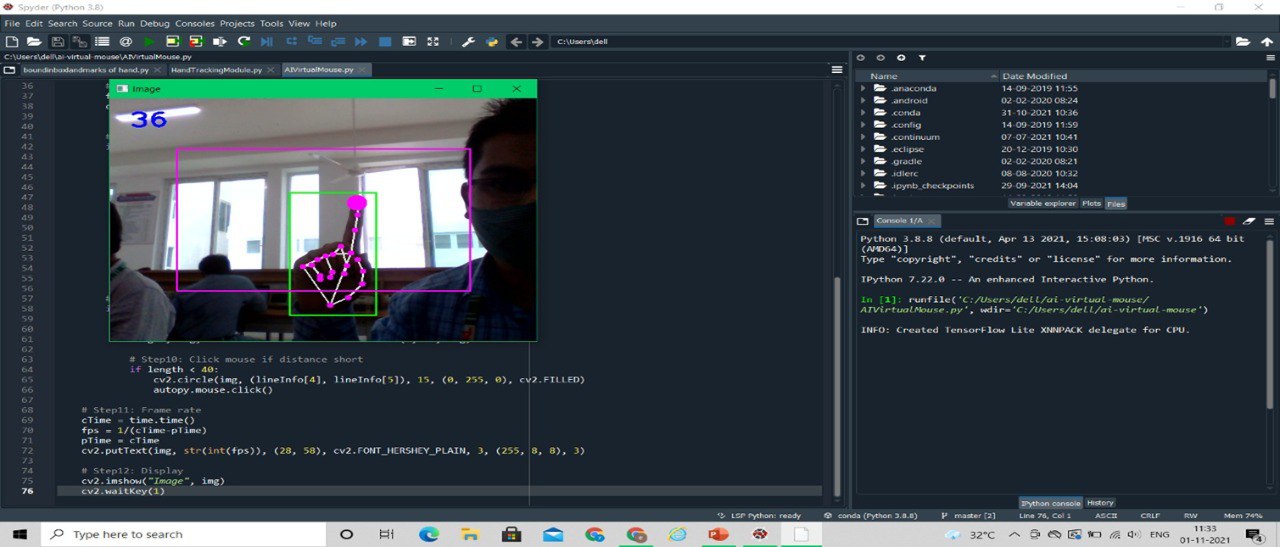 Spyder (Python 3.8)
File Edit Search Source Run Debug Consoles Projects Tools View Help
C:\Users\dell
C:\Users\dell\ai-virtual-mouse\AIVirtualMouse.py
boundinboxlandmarks of hand.py HandTrackingModule.py AIVirtualMouse.py
Image
36
36
37
38
39
40
41
42
43
44
45
46
47
48
49
50
51
52
53
54
55
56
57
58
59
60
61
62
63 # Step10: Click mouse if distance short
64 if length < 40:
65 cv2.circle(img, (lineInfo[4], lineInfo[5]), 15, (0, 255, 0), cv2.FILLED)
66 autopy.mouse.click()
67
68 # Step11: Frame rate
69 cTime = time.time()
70 fps = 1/(cTime-pTime)
71 pTime = cTime
72 cv2.putText(img, str(int(fps)), (28, 58), cv2.FONT_HERSHEY_PLAIN, 3, (255, 8, 8), 3)
73
74 # Step12: Display
75 cv2.imshow("Image", img)
76 cv2.waitKey(1)
Name Date Modified
.anaconda 14-09-2019 11:55
.android 02-02-2020 08:24
.conda 31-10-2021 10:36
.config 14-09-2019 11:59
.continuum 07-07-2021 10:41
.eclipse 20-12-2019 10:30
.gradle 02-02-2020 08:21
.idlerc 08-08-2020 10:32
.ipynb_checkpoints 29-09-2021 14:04
Variable explorer Plots Files
Console 1/A
Python 3.8.8 (default, Apr 13 2021, 15:08:03) [MSC v.1916 64 bit
(AMD64)]
Type "copyright", "credits" or "license" for more information.
IPython 7.22.0 -- An enhanced Interactive Python.
In [1]: runfile('C:/Users/dell/ai-virtual-mouse/
AIVirtualMouse.py', wdir='C:/Users/dell/ai-virtual-mouse')
INFO: Created TensorFlow Lite XNNPACK delegate for CPU.
IPython console History
LSP Python: ready conda (Python 3.8.8) master [2] Line 76, Col 1 ASCII CRLF RW Mem 74%
Type here to search
32°C ENG
11:33
01-11-2021
4